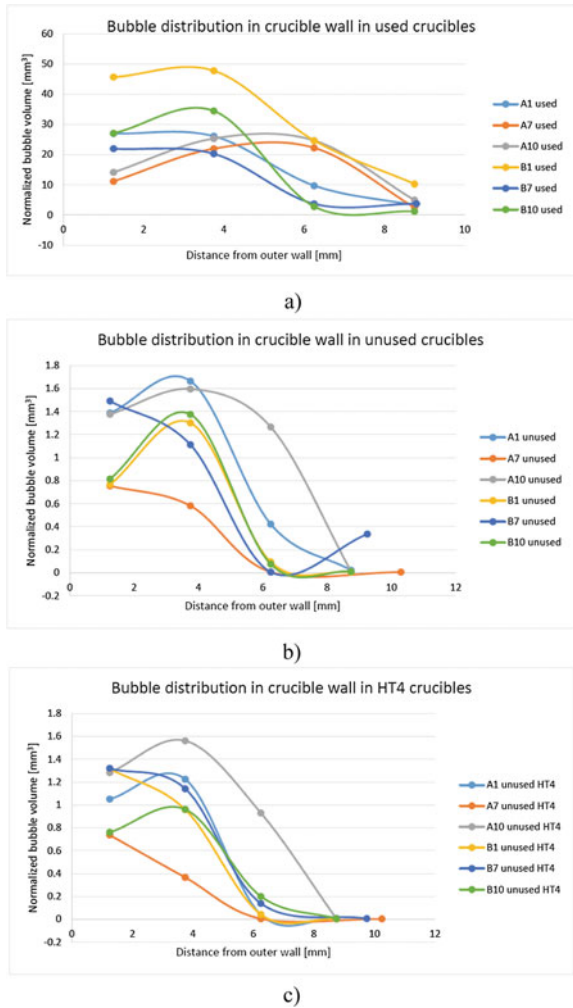 Bubble distribution in crucible wall in used crucibles
Normalized bubble volume [mm³]
60
50
40
30
20
10
0
-10
0 2 4 6 8 10
Distance from outer wall [mm]
A1 used
A7 used
A10 used
B1 used
B7 used
B10 used
a)
Bubble distribution in crucible wall in unused crucibles
Normalized bubble volume [mm³]
1.8
1.6
1.4
1.2
1
0.8
0.6
0.4
0.2
0
-0.2
0 2 4 6 8 10 12
Distance from outer wall [mm]
A1 unused
A7 unused
A10 unused
B1 unused
B7 unused
B10 unused
b)
Bubble distribution in crucible wall in HT4 crucibles
Normalized bubble volume [mm³]
1.8
1.6
1.4
1.2
1
0.8
0.6
0.4
0.2
0
-0.2
0 2 4 6 8 10 12
Distance from outer wall [mm]
A1 unused HT4
A7 unused HT4
A10 unused HT4
B1 unused HT4
B7 unused HT4
B10 unused HT4
c)